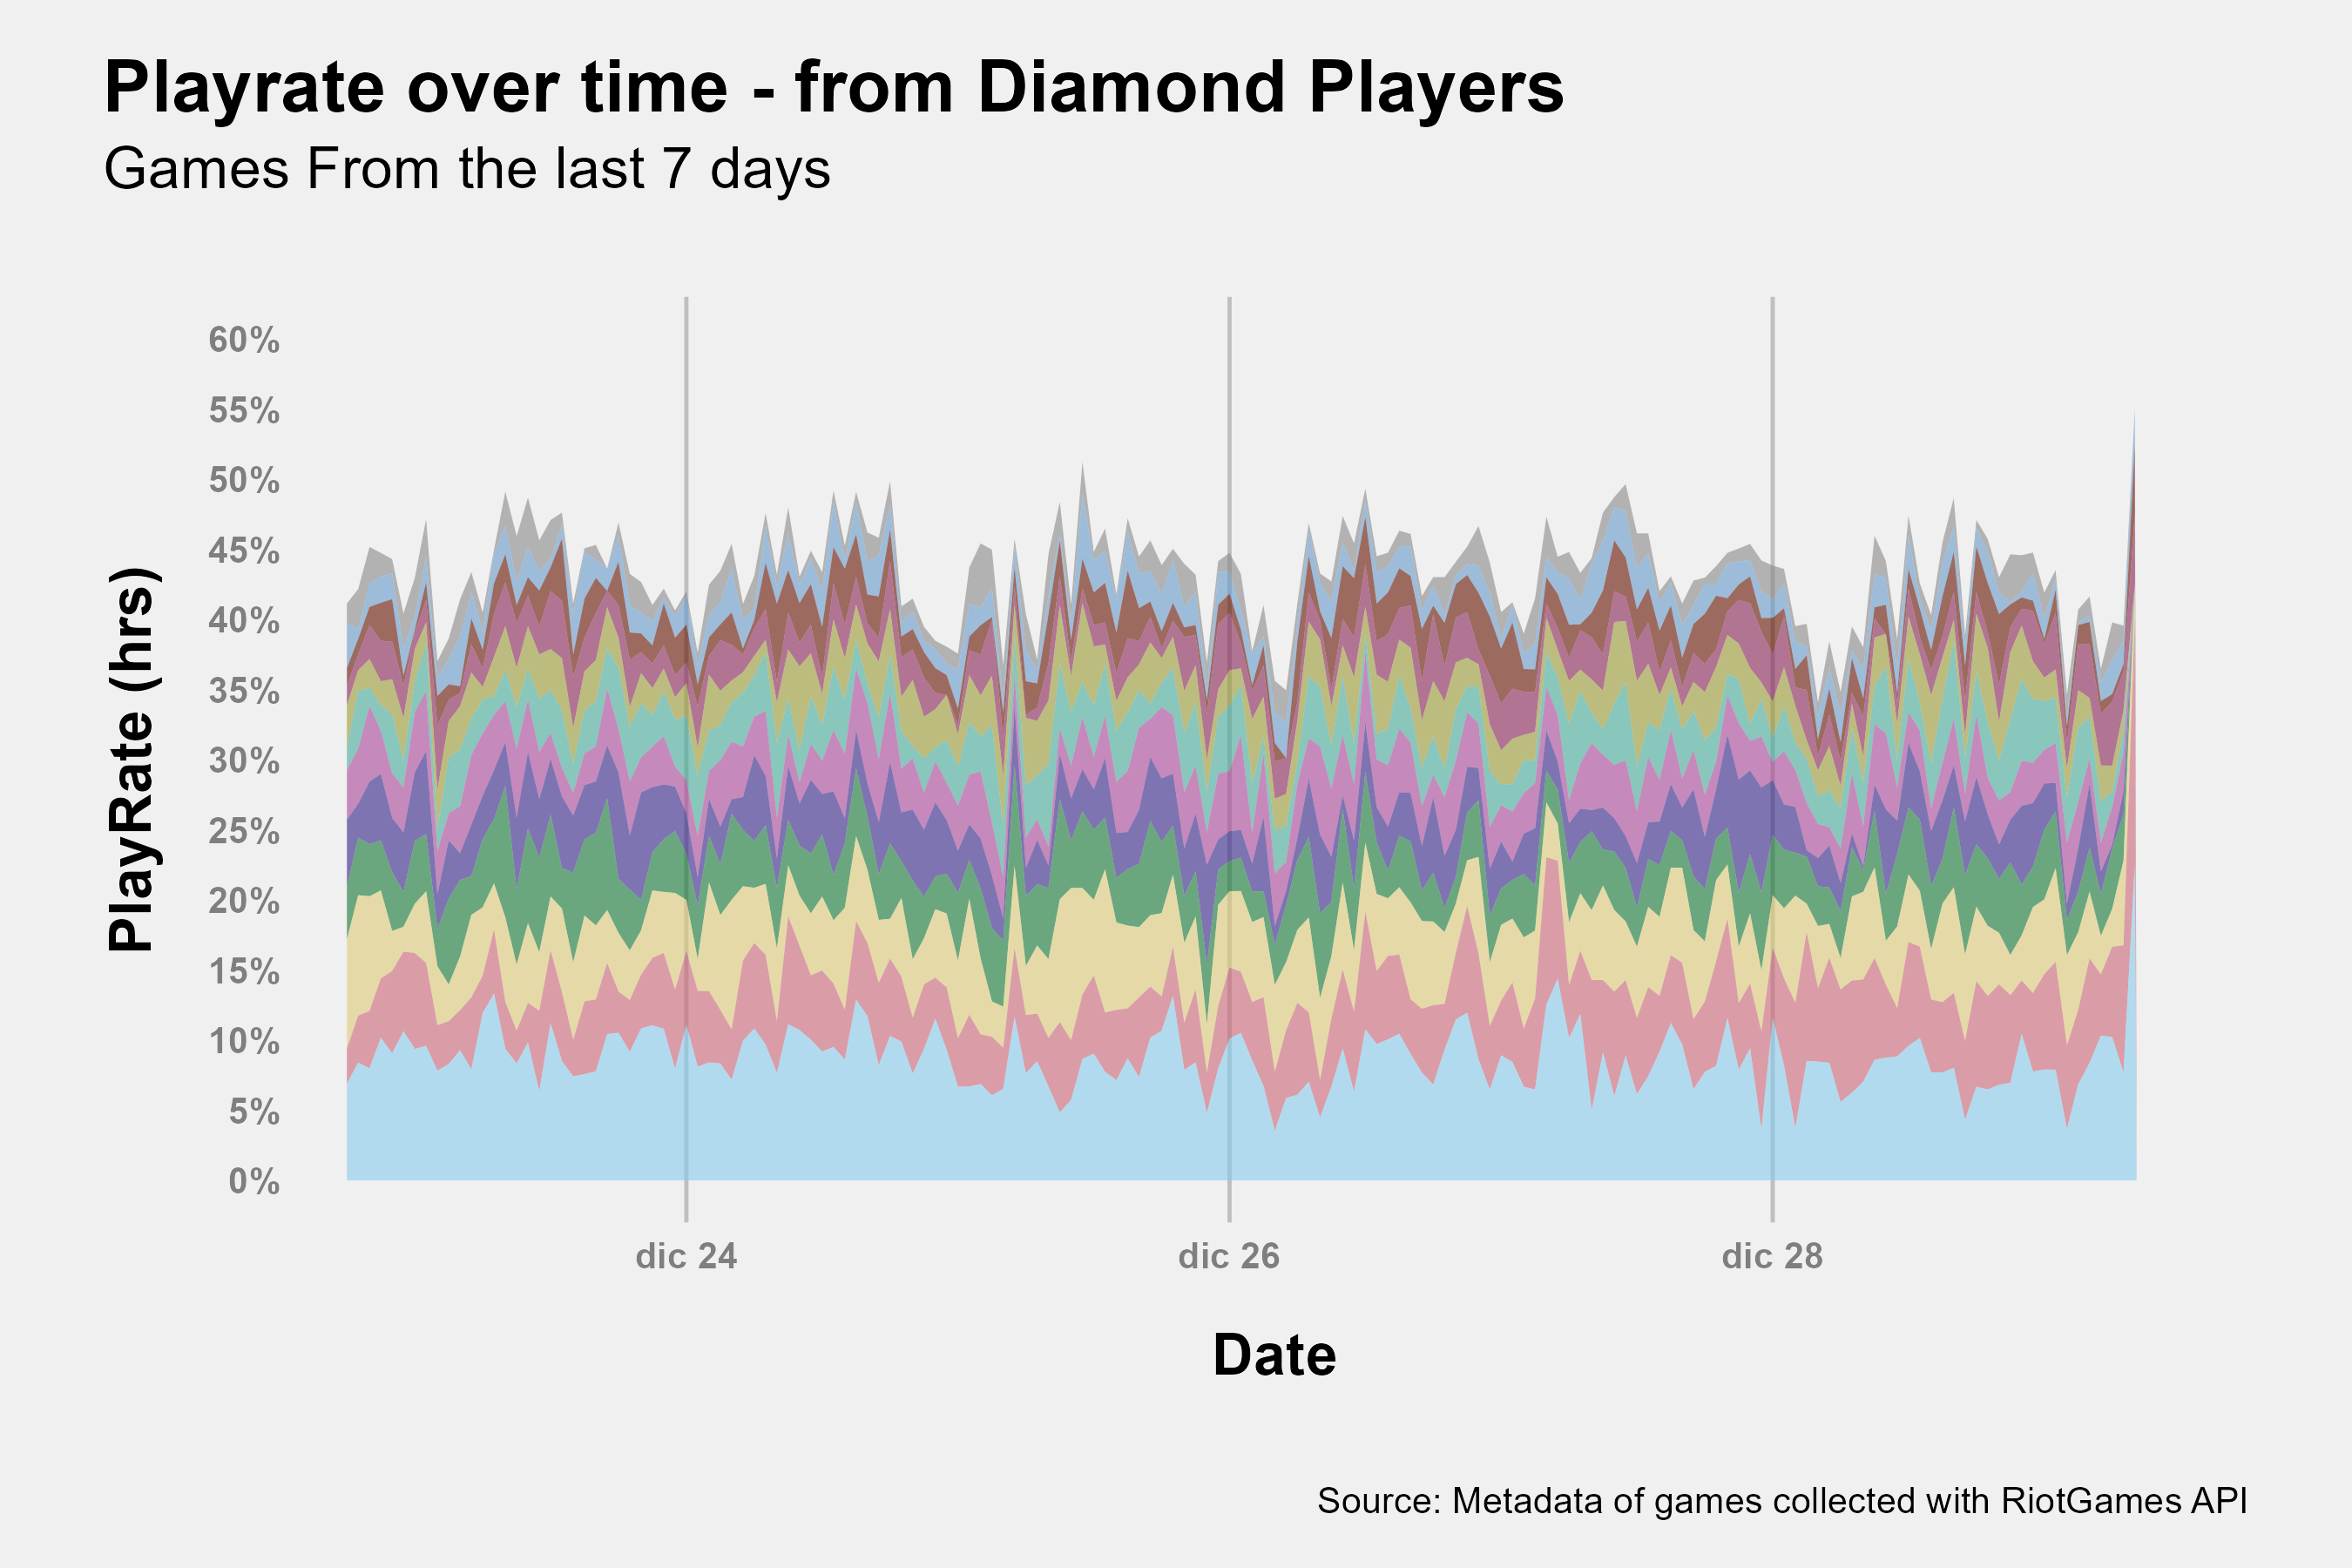 Playrate over time - from Diamond Players
Games From the last 7 days
60%
55%
50%
45%
40%
35%
30%
25%
20%
15%
10%
5%
0%
PlayRate (hrs)
dic 24
dic 26
dic 28
Date
Source: Metadata of games collected with RiotGames API